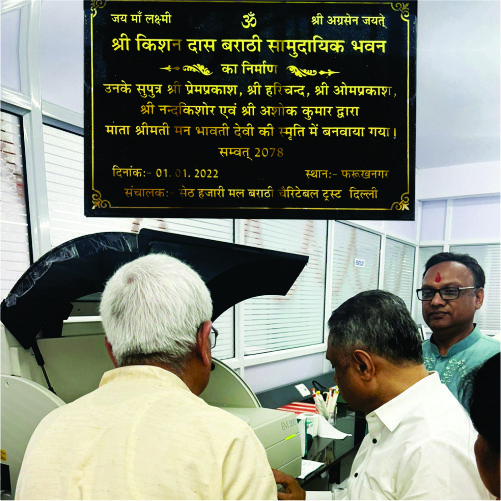 जय माँ लक्ष्मी ॐ श्री अग्रसेन जयते
श्री किशन दास बराठी सामुदायिक भवन
का निर्माण
उनके सुपुत्र श्री प्रेमप्रकाश, श्री हरिचन्द, श्री ओमप्रकाश,
श्री नन्दकिशोर एवं श्री अशोक कुमार द्वारा
माता श्रीमती मन भावती देवी की स्मृति में बनवाया गया।
सम्वत् 2078
दिनांक:- 01.01.2022 स्थान:- फरूखनगर
संचालक:- सेठ हजारी मल बराठी चैरिटेबल ट्रस्ट दिल्ली